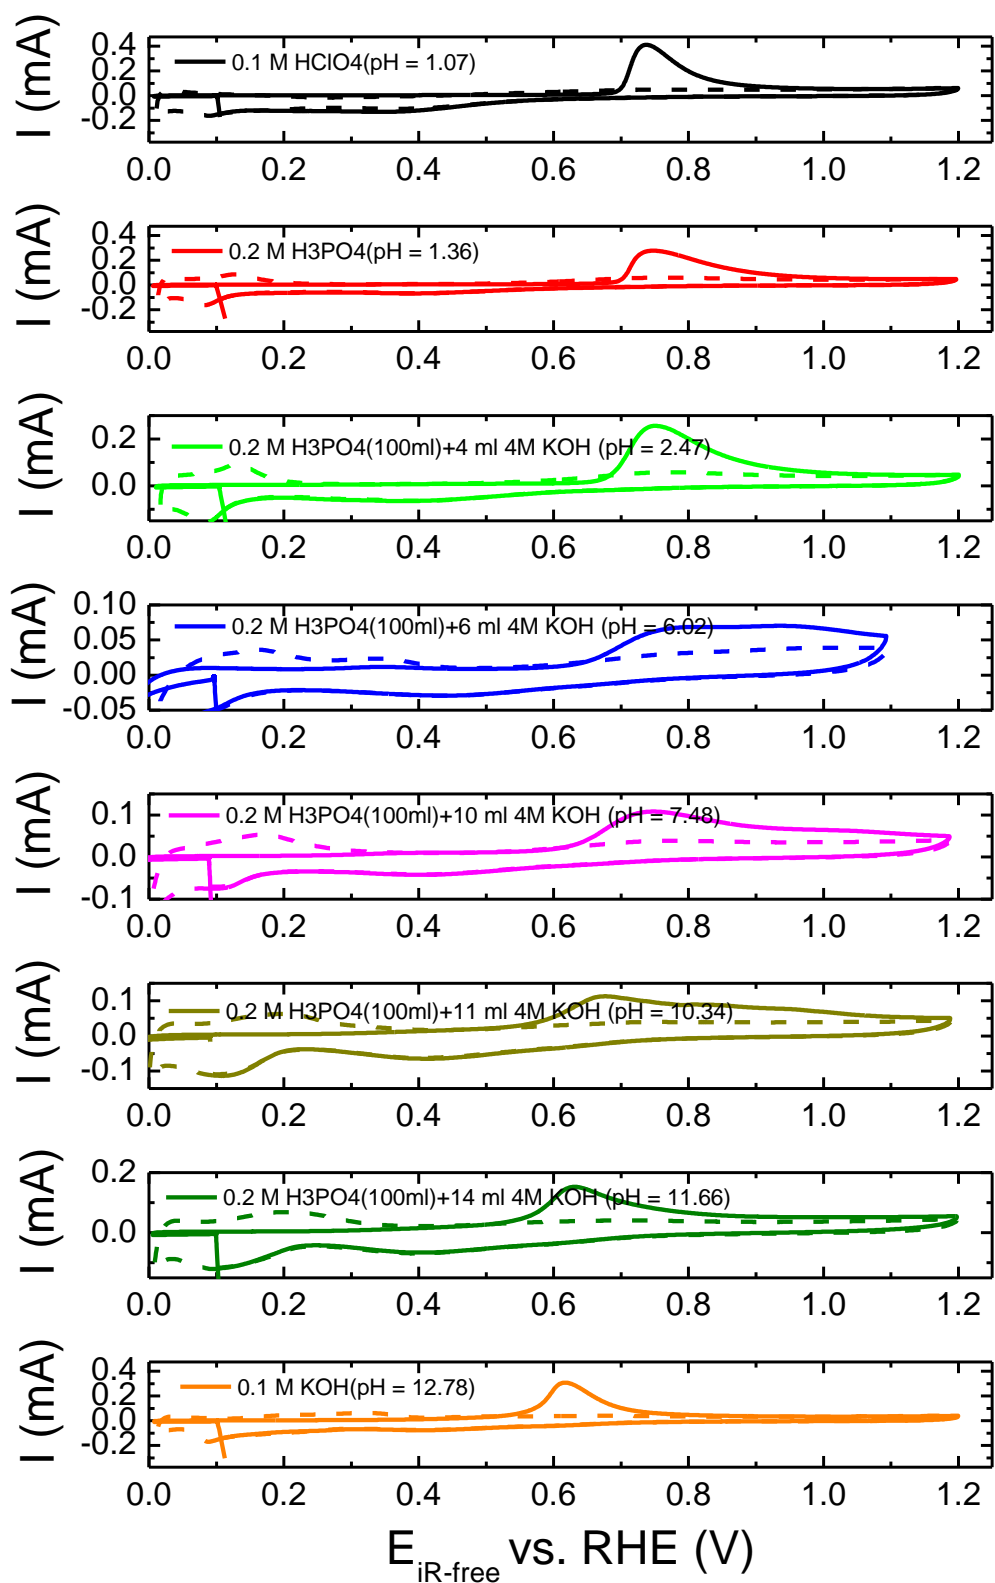 I (mA)
0.4
0.2
0.0
-0.2
0.1 M HClO4(pH = 1.07)
0.0 0.2 0.4 0.6 0.8 1.0 1.2
I (mA)
0.4
0.2
0.0
-0.2
0.2 M H3PO4(pH = 1.36)
0.0 0.2 0.4 0.6 0.8 1.0 1.2
I (mA)
0.2
0.0
0.2 M H3PO4(100ml)+4 ml 4M KOH (pH = 2.47)
0.0 0.2 0.4 0.6 0.8 1.0 1.2
I (mA)
0.10
0.05
0.00
-0.05
0.2 M H3PO4(100ml)+6 ml 4M KOH (pH = 6.02)
0.0 0.2 0.4 0.6 0.8 1.0 1.2
I (mA)
0.1
0.0
-0.1
0.2 M H3PO4(100ml)+10 ml 4M KOH (pH = 7.48)
0.0 0.2 0.4 0.6 0.8 1.0 1.2
I (mA)
0.1
0.0
-0.1
0.2 M H3PO4(100ml)+11 ml 4M KOH (pH = 10.34)
0.0 0.2 0.4 0.6 0.8 1.0 1.2
I (mA)
0.2
0.0
0.2 M H3PO4(100ml)+14 ml 4M KOH (pH = 11.66)
0.0 0.2 0.4 0.6 0.8 1.0 1.2
I (mA)
0.4
0.2
0.0
-0.2
0.1 M KOH(pH = 12.78)
0.0 0.2 0.4 0.6 0.8 1.0 1.2
E iR-free vs. RHE (V)